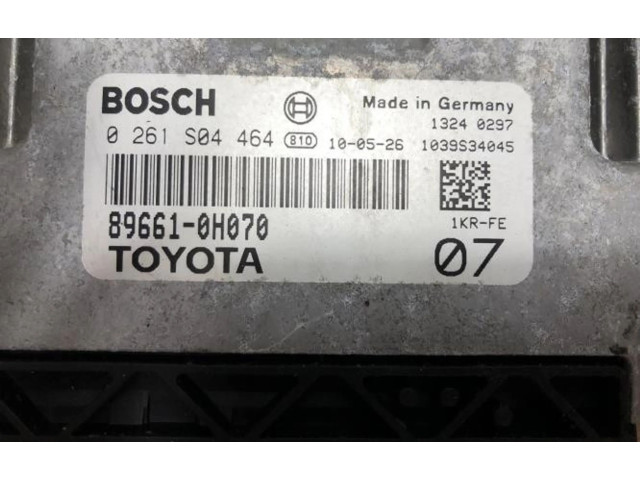 BOSCH Made in Germany
1324 0297
0 261 S04 464 810 10-05-26 1039S34045
89661-0H070 1KR-FE
TOYOTA 07